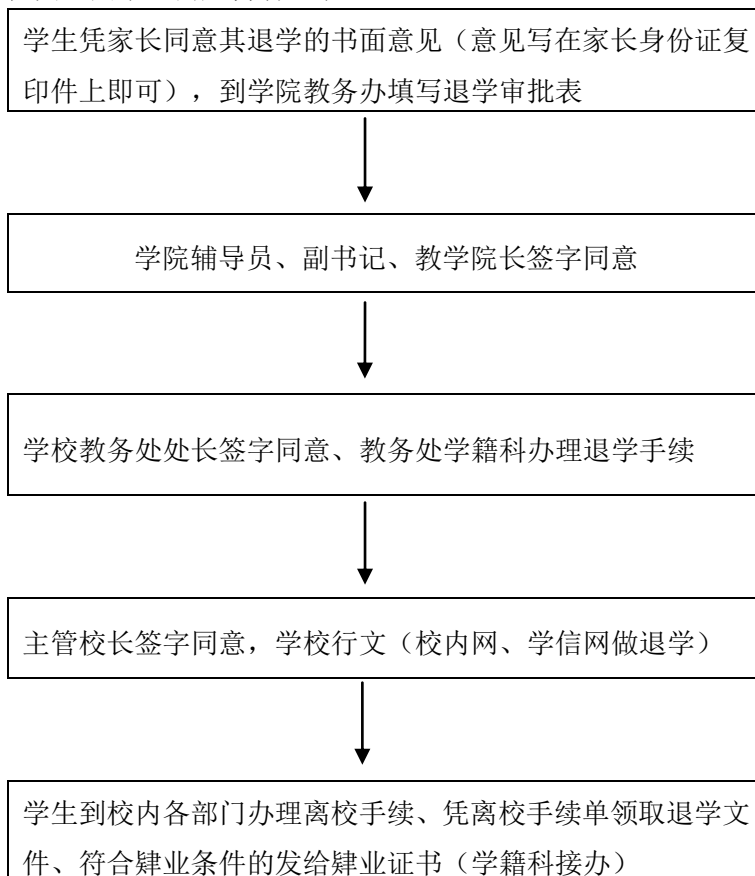 学生凭家长同意其退学的书面意见（意见写在家长身份证复
印件上即可），到学院教务办填写退学审批表
学院辅导员、副书记、教学院长签字同意
学校教务处处长签字同意、教务处学籍科办理退学手续
主管校长签字同意，学校行文（校内网、学信网做退学）
学生到校内各部门办理离校手续、凭离校手续单领取退学文
件、符合肄业条件的发给肄业证书（学籍科接办）